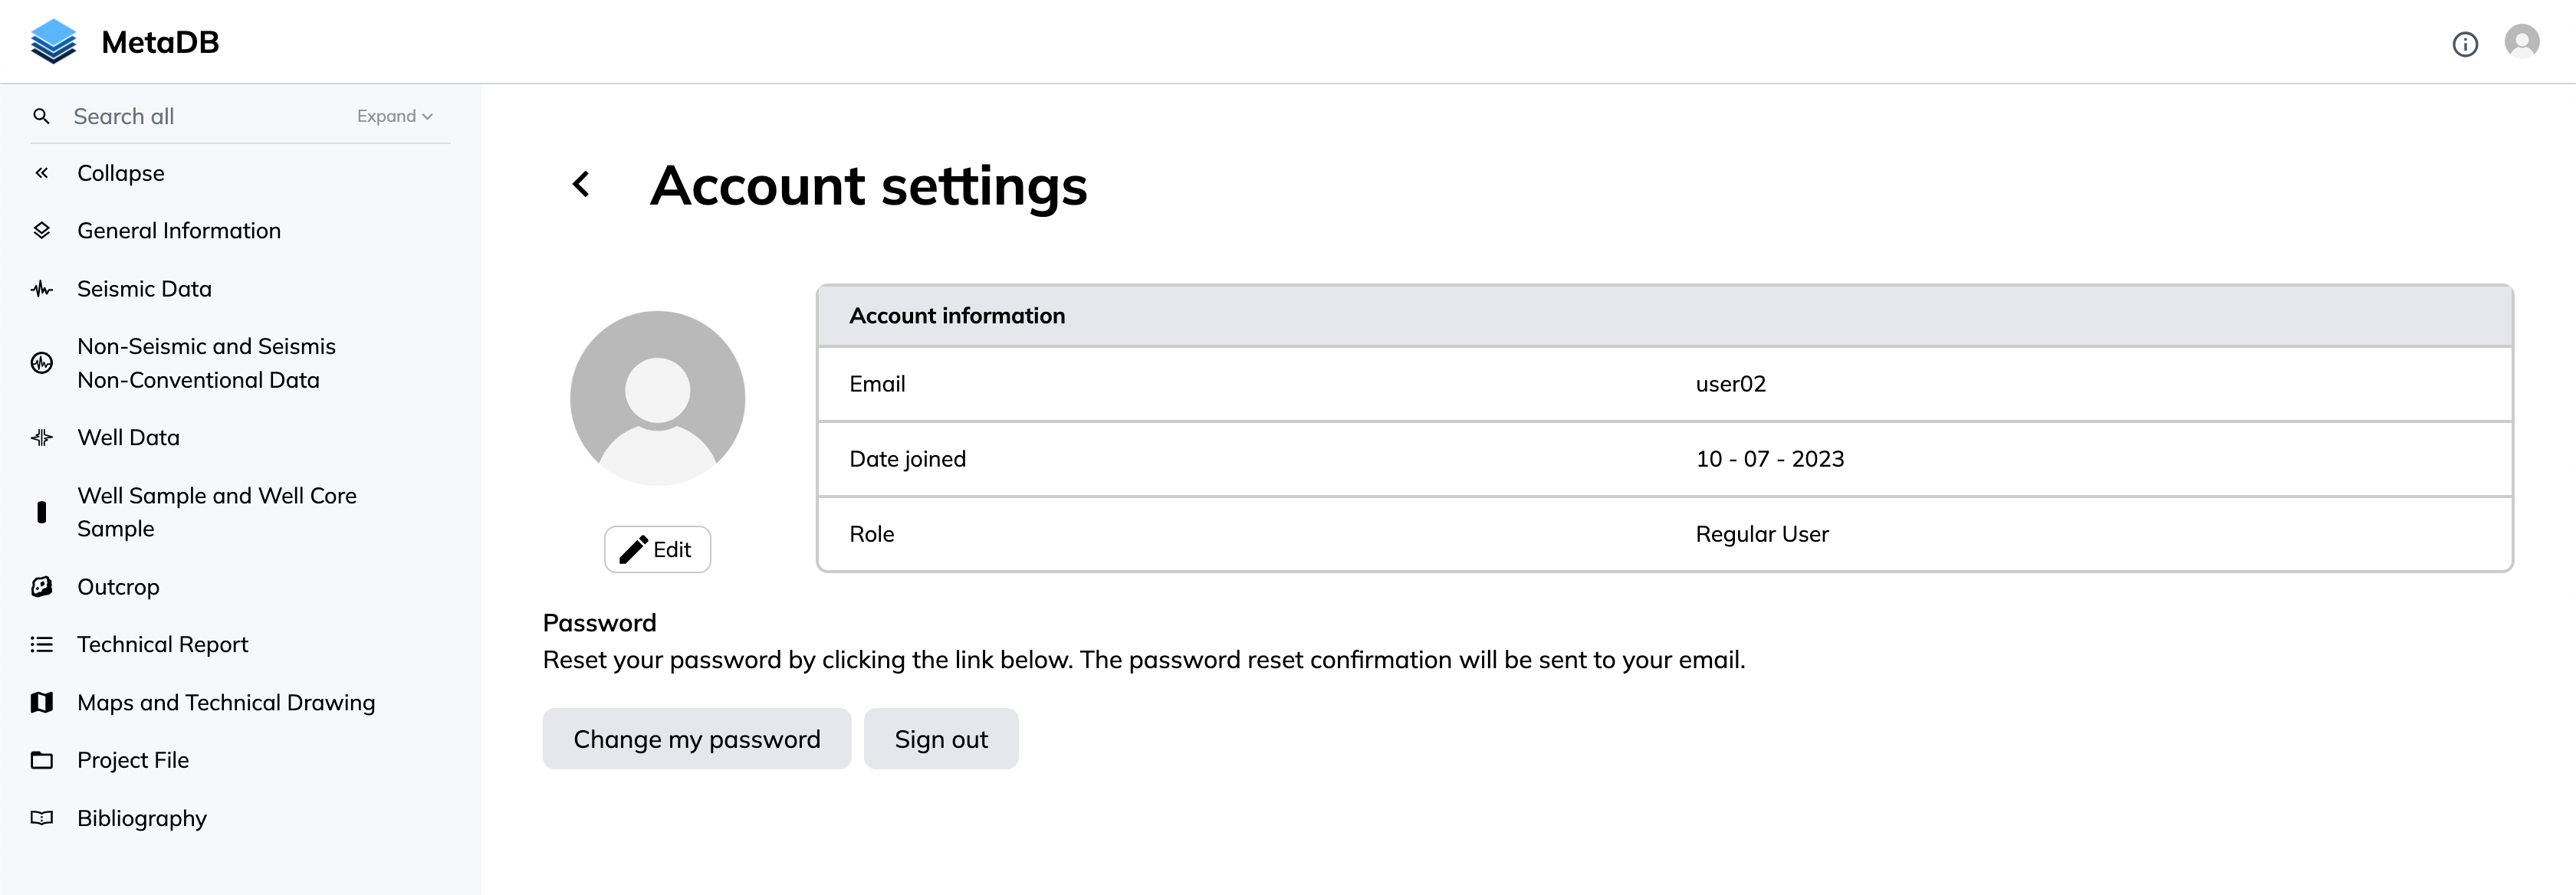 MetaDB
Search all
Expand
Collapse
General Information
Seismic Data
Non-Seismic and Seismis
Non-Conventional Data
Well Data
Well Sample and Well Core
Sample
Outcrop
Technical Report
Maps and Technical Drawing
Project File
Bibliography
Account settings
Edit
Account information
Email user02
Date joined 10 - 07 - 2023
Role Regular User
Password
Reset your password by clicking the link below. The password reset confirmation will be sent to your email.
Change my password Sign out